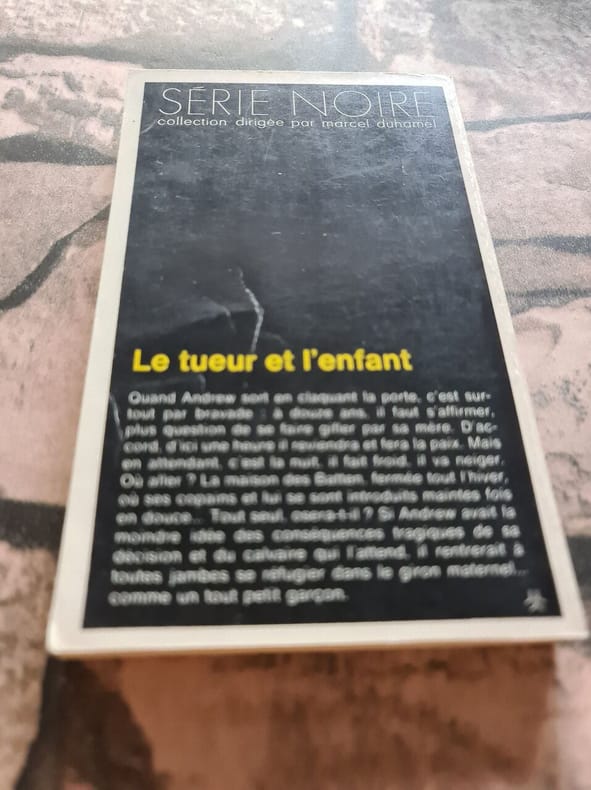 SÉRIE NOIRE
collection dirigée par marcel duhamel
Le tueur et l'enfant
Quand Andrew sort en claquant la porte, c'est sur-
tout par bravade : à douze ans, il faut s'affirmer,
plus question de se faire gifler par sa mère. D'ac-
cord, d'ici une heure il reviendra et fera la paix. Mais
en attendant, c'est la nuit, il fait froid, il va neiger.
Où aller ? La maison des Batten, fermée tout l'hiver,
où ses copains et lui se sont introduits maintes fois
en douce... Tout seul, osera-t-il ? Si Andrew avait la
moindre idée des conséquences tragiques de sa
décision et du calvaire qui l'attend, il rentrerait à
toutes jambes se réfugier dans le giron maternel...
comme un tout petit garçon.